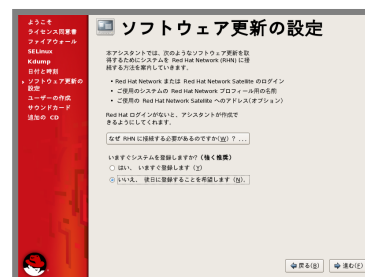 ようこそ
ライセンス同意書
ファイアウォール
SELinux
Kdump
日付と時刻
ソフトウェア更新の
設定
ユーザーの作成
サウンドカード
追加の CD
ソフトウェア更新の設定
本アシスタントでは、次のようなソフトウェア更新を取
得するためにシステムを Red Hat Network (RHN) に接
続する方法を案内していきます。
• Red Hat Network または Red Hat Network Satellite のログイン
• ご使用のシステムの Red Hat Network プロフィール用の名前
• ご使用の Red Hat Network Satellite へのアドレス(オプション)
Red Hat ログインがないと、アシスタントが作成で
きるようにしてくれます。
なぜ RHN に接続する必要があるのですか(W) ? ...
いますぐシステムを登録しますか? (強く推奨)
はい、 いますぐ登録します (Y)
いいえ、 後日に登録することを希望します (N)。
戻る(B)
進む(F)